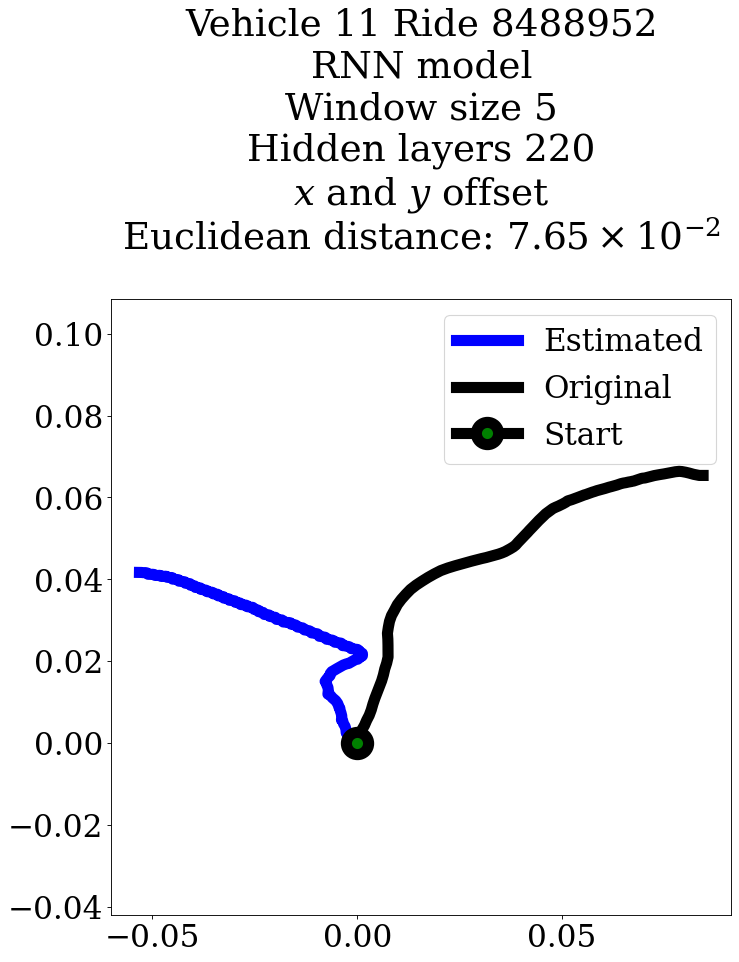 Vehicle 11 Ride 8488952
RNN model
Window size 5
Hidden layers 220
x and y offset
Euclidean distance: 7.65 × 10⁻²
Estimated
Original
Start
0.10
0.08
0.06
0.04
0.02
0.00
−0.02
−0.04
−0.05 0.00 0.05